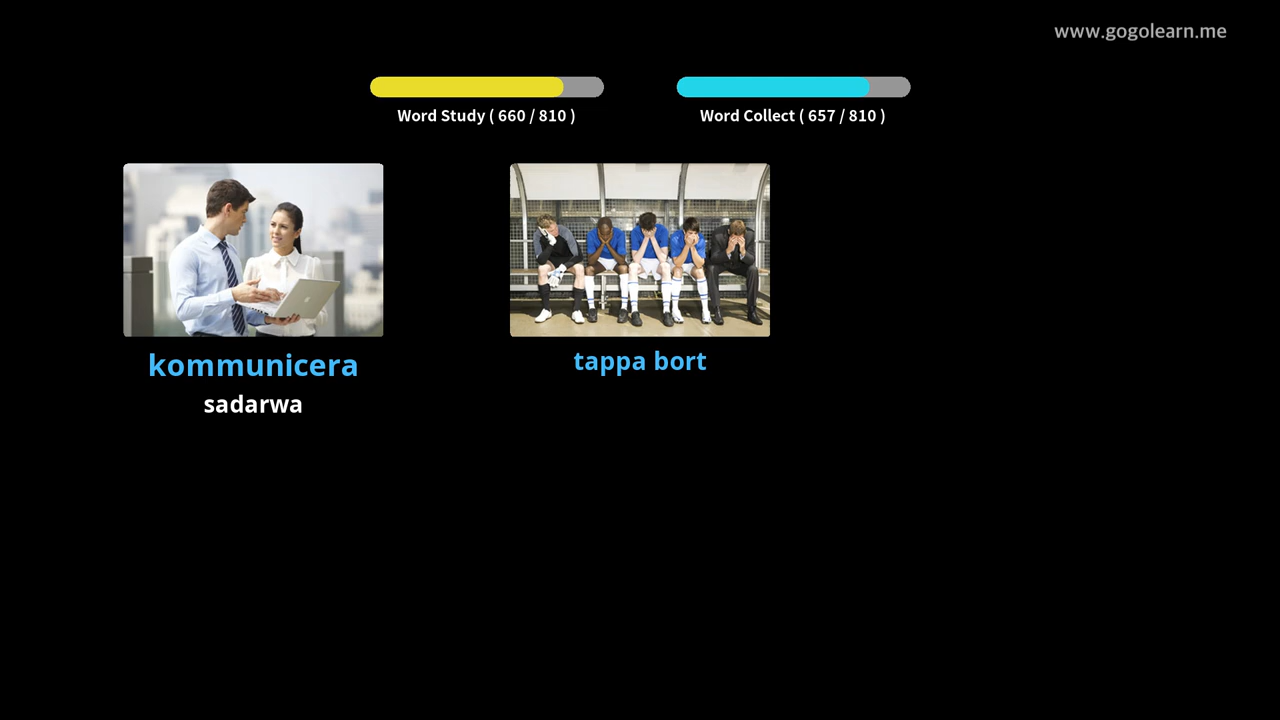 www.gogolearn.me
Word Study ( 660 / 810 )
Word Collect ( 657 / 810 )
kommunicera
sadarwa
tappa bort